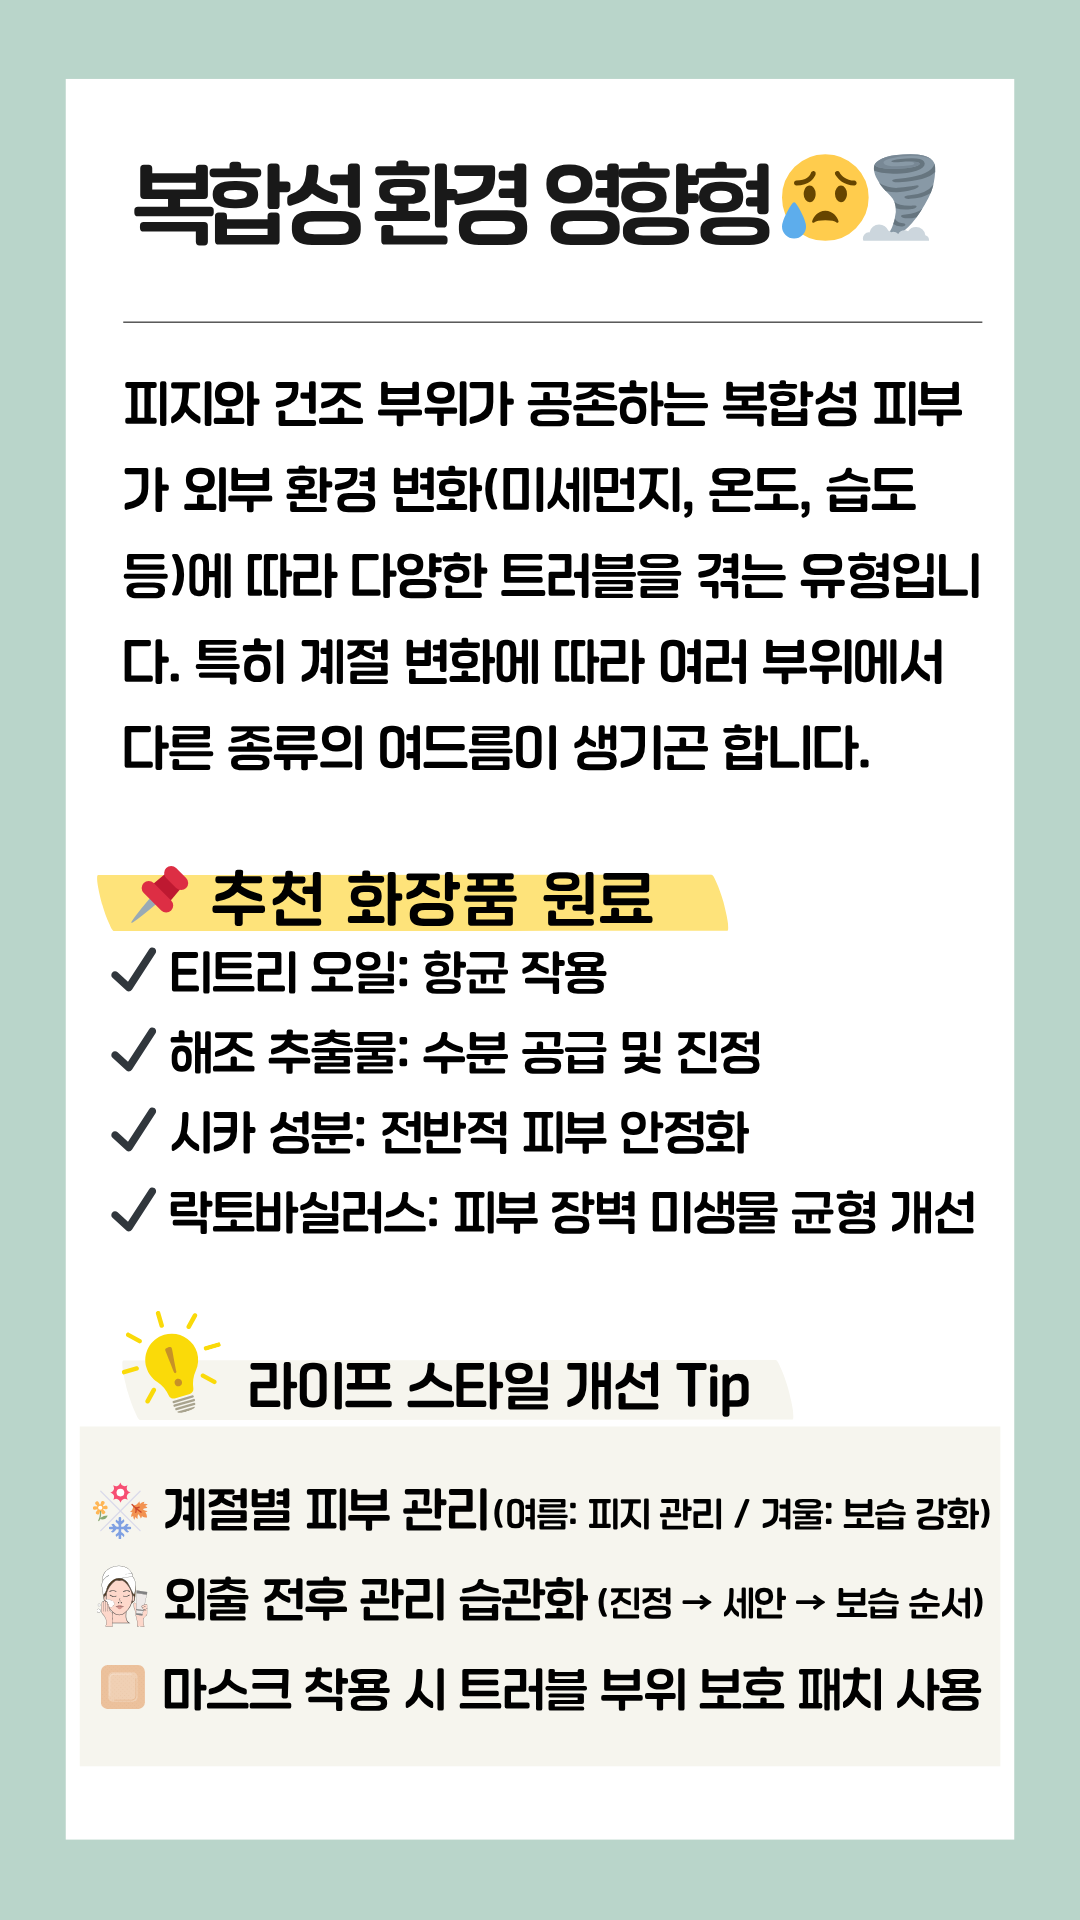 복합성 환경 영향형
피지와 건조 부위가 공존하는 복합성 피부
가 외부 환경 변화(미세먼지, 온도, 습도
등)에 따라 다양한 트러블을 겪는 유형입니
다. 특히 계절 변화에 따라 여러 부위에서
다른 종류의 여드름이 생기곤 합니다.
추천 화장품 원료
티트리 오일: 항균 작용
해조 추출물: 수분 공급 및 진정
시카 성분: 전반적 피부 안정화
락토바실러스: 피부 장벽 미생물 균형 개선
라이프 스타일 개선 Tip
계절별 피부 관리(여름: 피지 관리 / 겨울: 보습 강화)
외출 전후 관리 습관화 (진정 → 세안 → 보습 순서)
마스크 착용 시 트러블 부위 보호 패치 사용